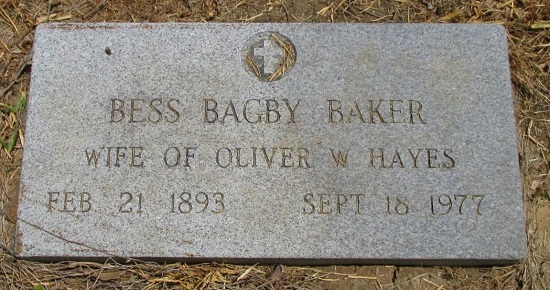 BESS BAGBY BAKER
WIFE OF OLIVER W HAYES
FEB 21 1893 SEPT 18 1977